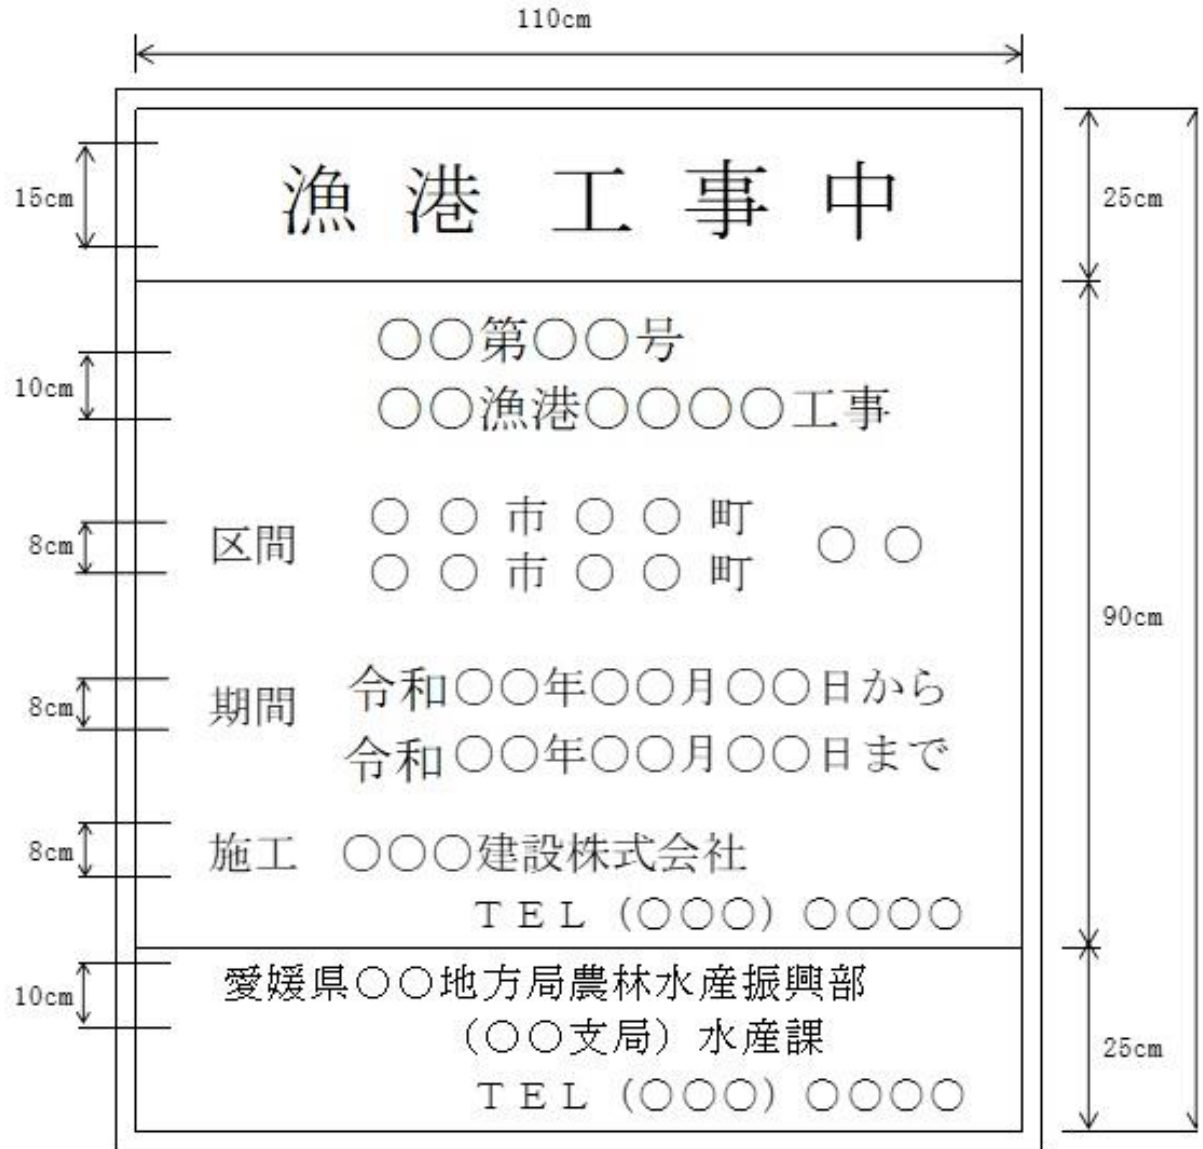 110cm
15cm
漁港工事中
25cm
○○第○○号
10cm
○○漁港○○○○工事
8cm
区間
○○市○○町
○○市○○町
○○
90cm
8cm
期間
令和○○年○○月○○日から
令和○○年○○月○○日まで
8cm
施工 ○○○建設株式会社
TEL（○○○）○○○○
10cm
愛媛県○○地方局農林水産振興部
（○○支局）水産課
25cm
TEL（○○○）○○○○